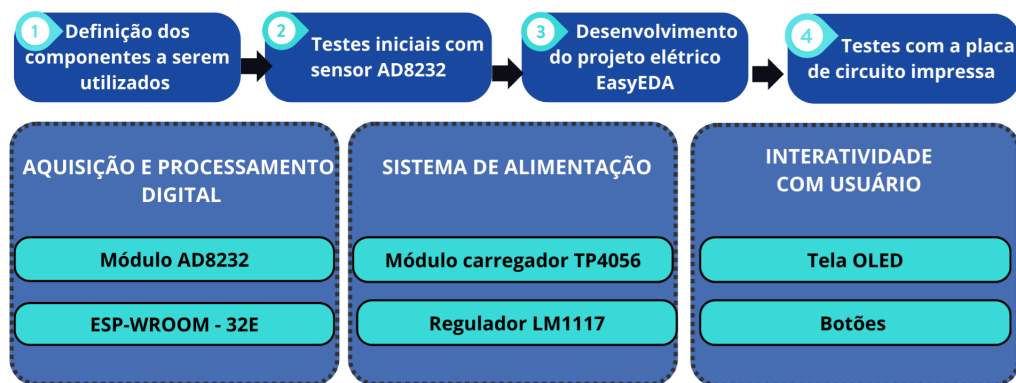 1
Definição dos
componentes a serem
utilizados
2
Testes iniciais com
sensor AD8232
3
Desenvolvimento
do projeto elétrico
EasyEDA
4
Testes com a placa
de circuito impressa
AQUISIÇÃO E PROCESSAMENTO
DIGITAL
Módulo AD8232
ESP-WROOM - 32E
SISTEMA DE ALIMENTAÇÃO
Módulo carregador TP4056
Regulador LM1117
INTERATIVIDADE
COM USUÁRIO
Tela OLED
Botões